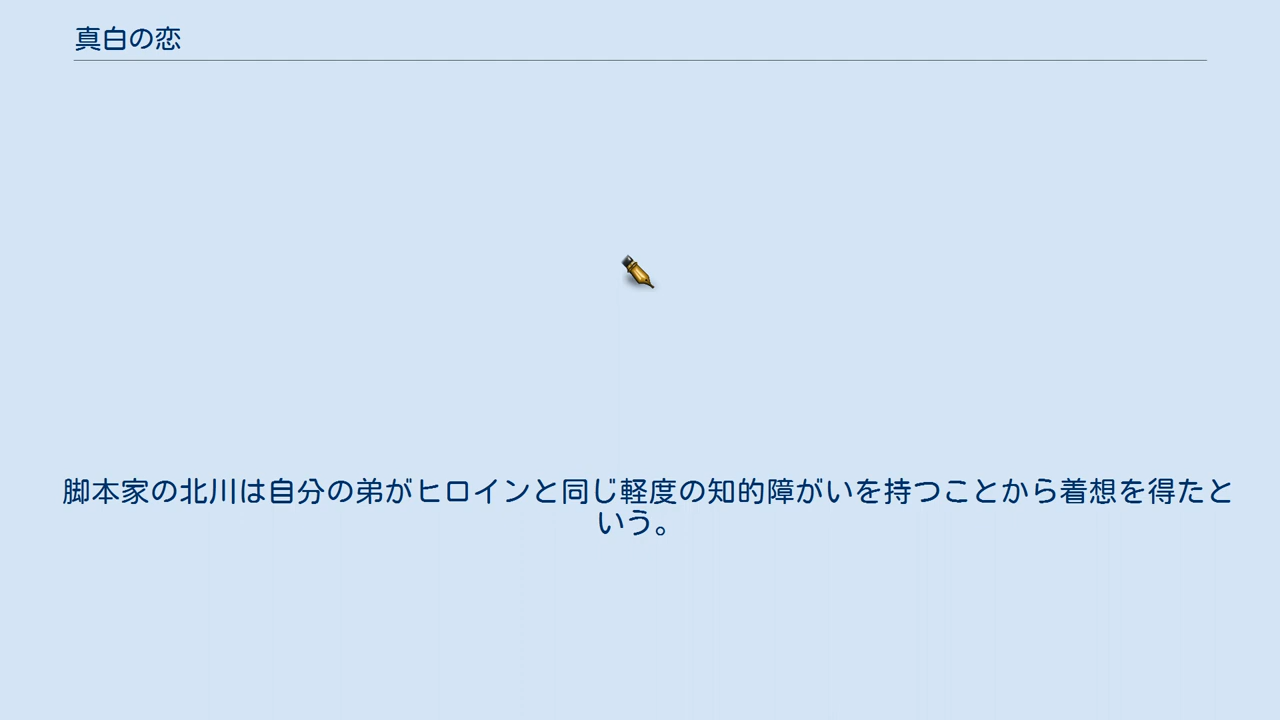 真白の恋
脚本家の北川は自分の弟がヒロインと同じ軽度の知的障がいを持つことから着想を得たと
いう。